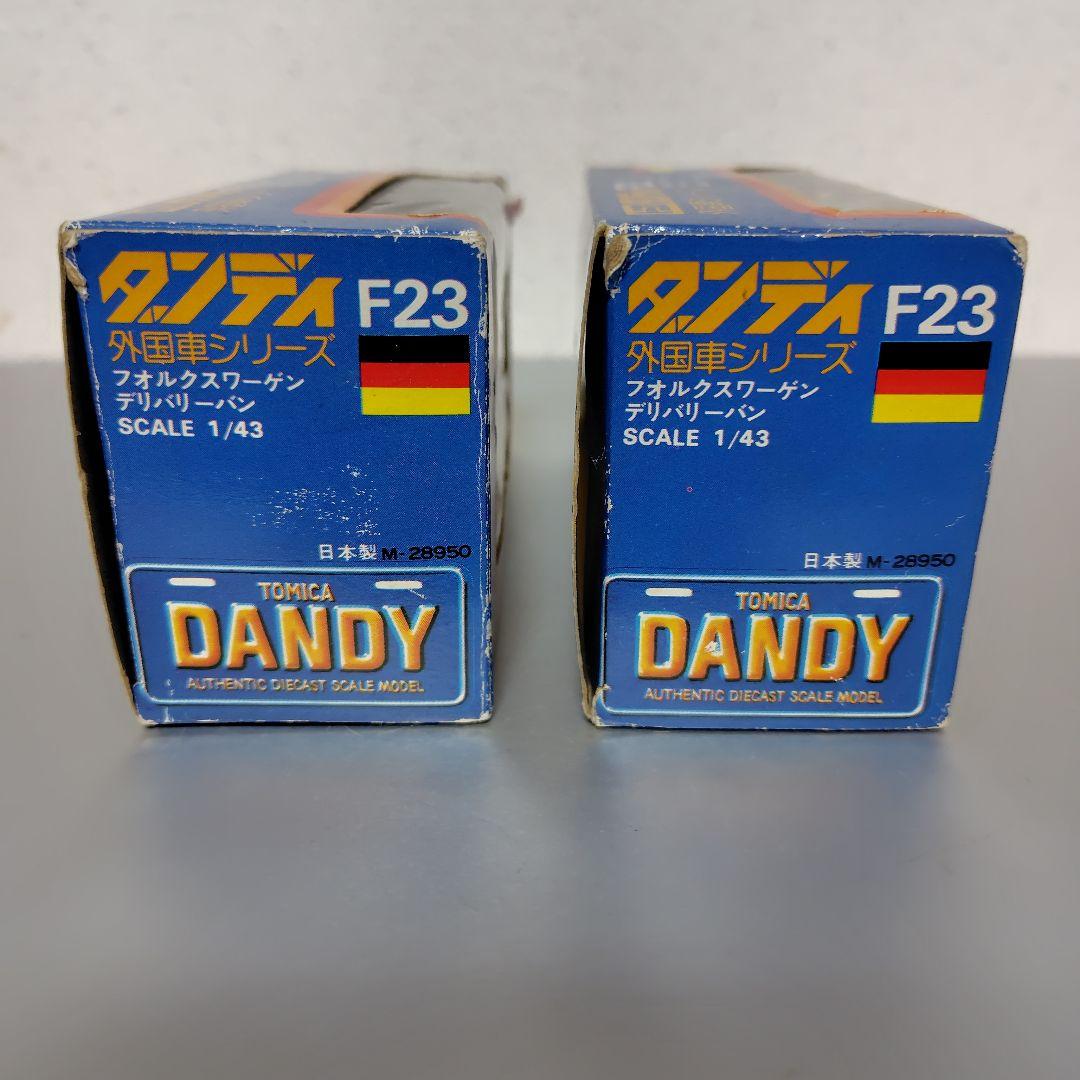 ダンディ F23
外国車シリーズ
フオルクスワーゲン
デリバリーバン
SCALE 1/43
日本製 M-28950
TOMICA
DANDY
AUTHENTIC DIECAST SCALE MODEL
ダンディ F23
外国車シリーズ
フオルクスワーゲン
デリバリーバン
SCALE 1/43
日本製 M-28950
TOMICA
DANDY
AUTHENTIC DIECAST SCALE MODEL